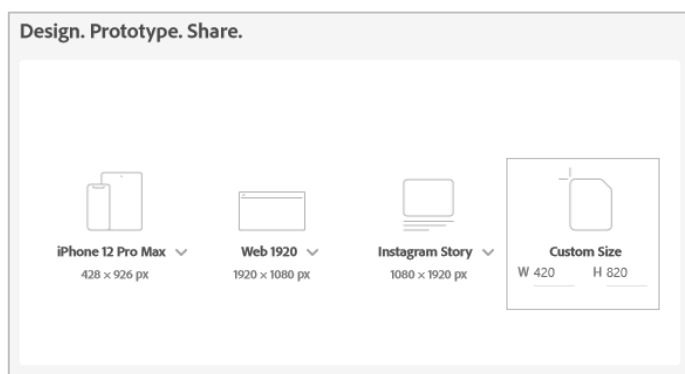 Design. Prototype. Share.
iPhone 12 Pro Max
428 × 926 px
Web 1920
1920 × 1080 px
Instagram Story
1080 × 1920 px
Custom Size
W 420 H 820